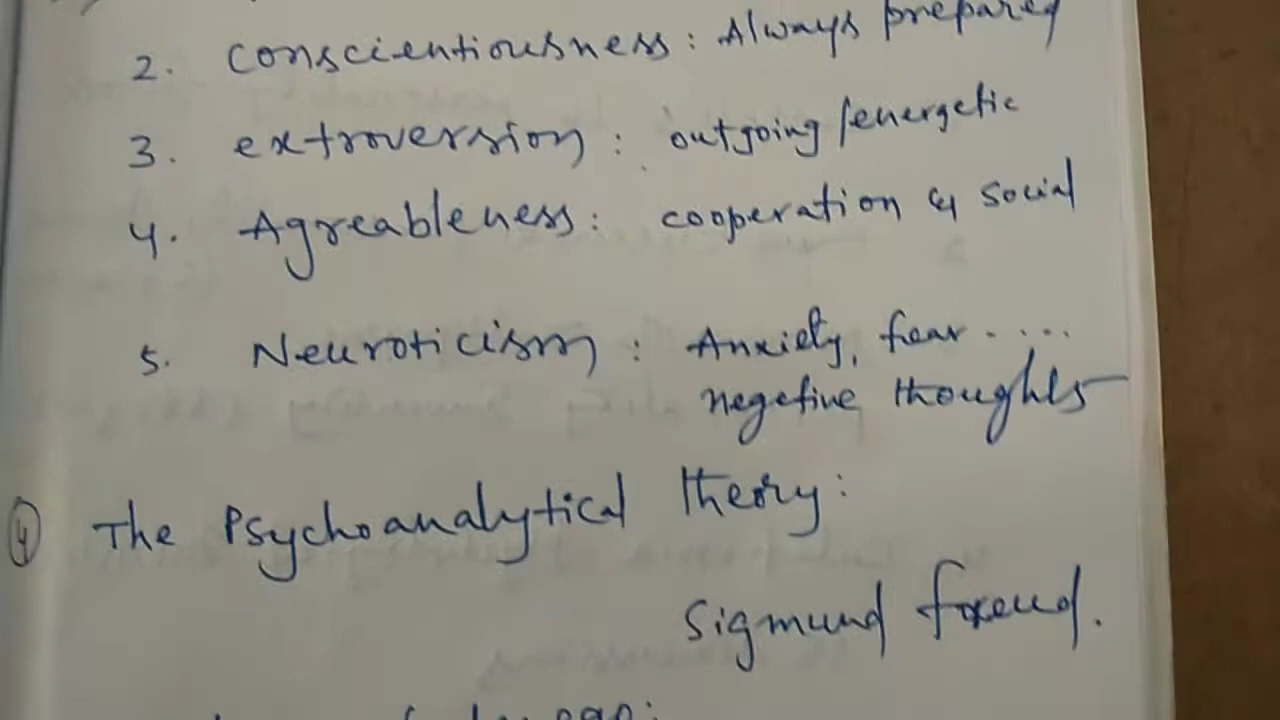 2. Conscientiousness : Always prepared
3. extroversion : outgoing / energetic
4. Agreableness : cooperation & social
5. Neuroticism : Anxiety, fear . ....
negetive thoughts
(4) The Psychoanalytical theory :
Sigmund freud.